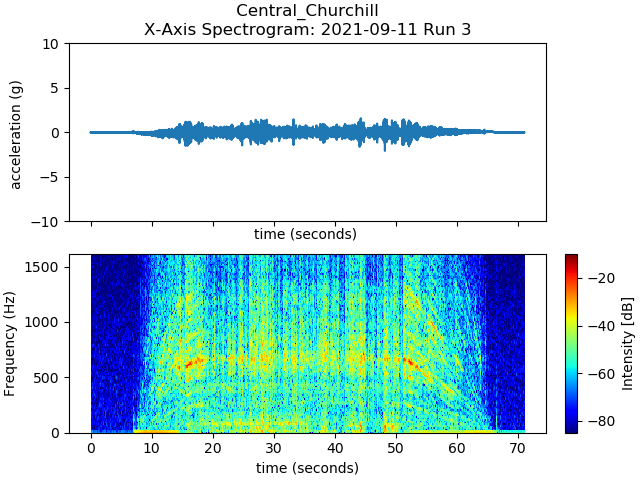 Central_Churchill
X-Axis Spectrogram: 2021-09-11 Run 3
10
5
0
−5
−10
acceleration (g)
time (seconds)
1500
1000
500
0
Frequency (Hz)
0 10 20 30 40 50 60 70
time (seconds)
−20
−40
−60
−80
Intensity [dB]